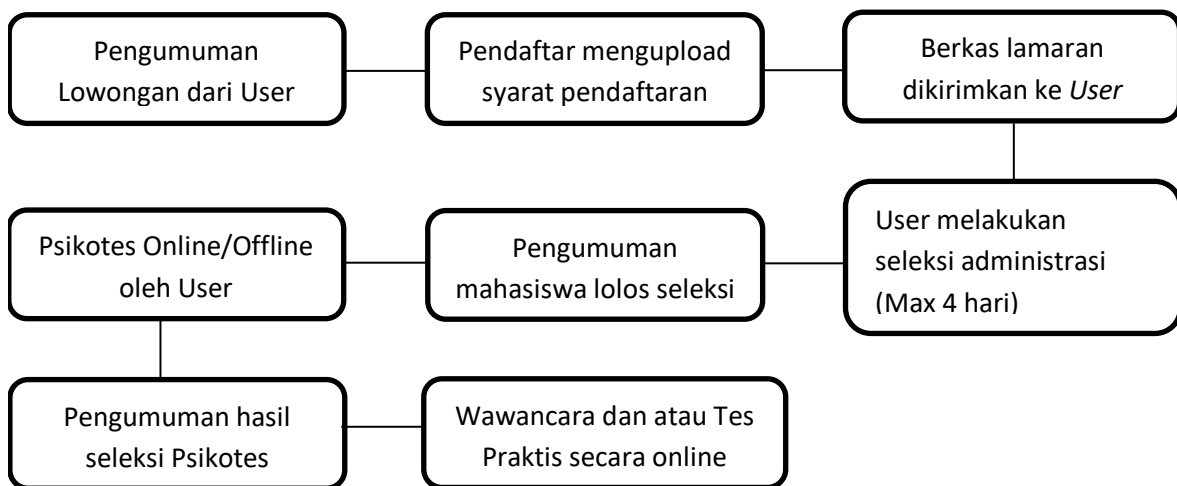 Pengumuman
Lowongan dari User
Pendaftar mengupload
syarat pendaftaran
Berkas lamaran
dikirimkan ke User
User melakukan
seleksi administrasi
(Max 4 hari)
Pengumuman
mahasiswa lolos seleksi
Psikotes Online/Offline
oleh User
Pengumuman hasil
seleksi Psikotes
Wawancara dan atau Tes
Praktis secara online